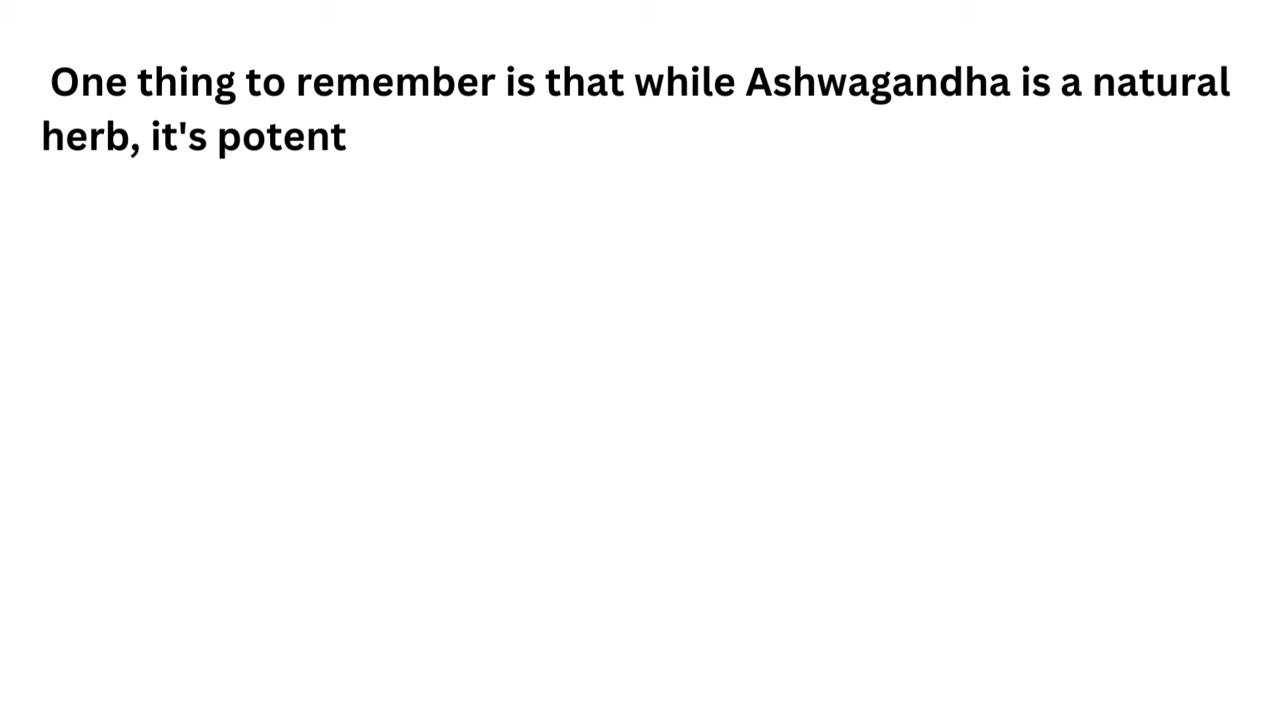 One thing to remember is that while Ashwagandha is a natural
herb, it's potent